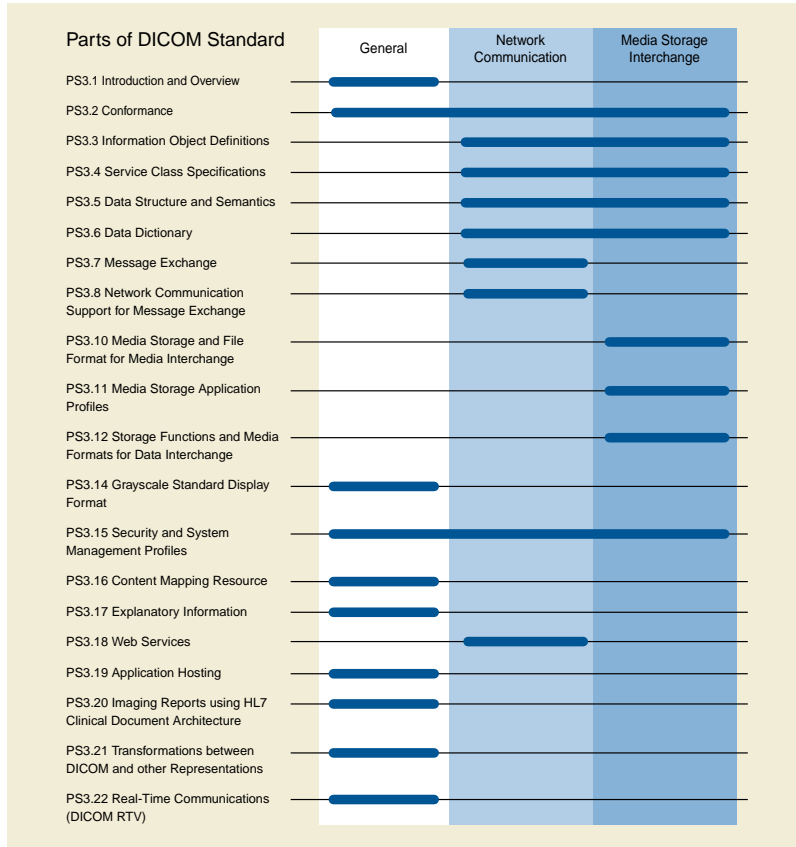 Parts of DICOM Standard
General
Network
Communication
Media Storage
Interchange
PS3.1 Introduction and Overview
PS3.2 Conformance
PS3.3 Information Object Definitions
PS3.4 Service Class Specifications
PS3.5 Data Structure and Semantics
PS3.6 Data Dictionary
PS3.7 Message Exchange
PS3.8 Network Communication
Support for Message Exchange
PS3.10 Media Storage and File
Format for Media Interchange
PS3.11 Media Storage Application
Profiles
PS3.12 Storage Functions and Media
Formats for Data Interchange
PS3.14 Grayscale Standard Display
Format
PS3.15 Security and System
Management Profiles
PS3.16 Content Mapping Resource
PS3.17 Explanatory Information
PS3.18 Web Services
PS3.19 Application Hosting
PS3.20 Imaging Reports using HL7
Clinical Document Architecture
PS3.21 Transformations between
DICOM and other Representations
PS3.22 Real-Time Communications
(DICOM RTV)